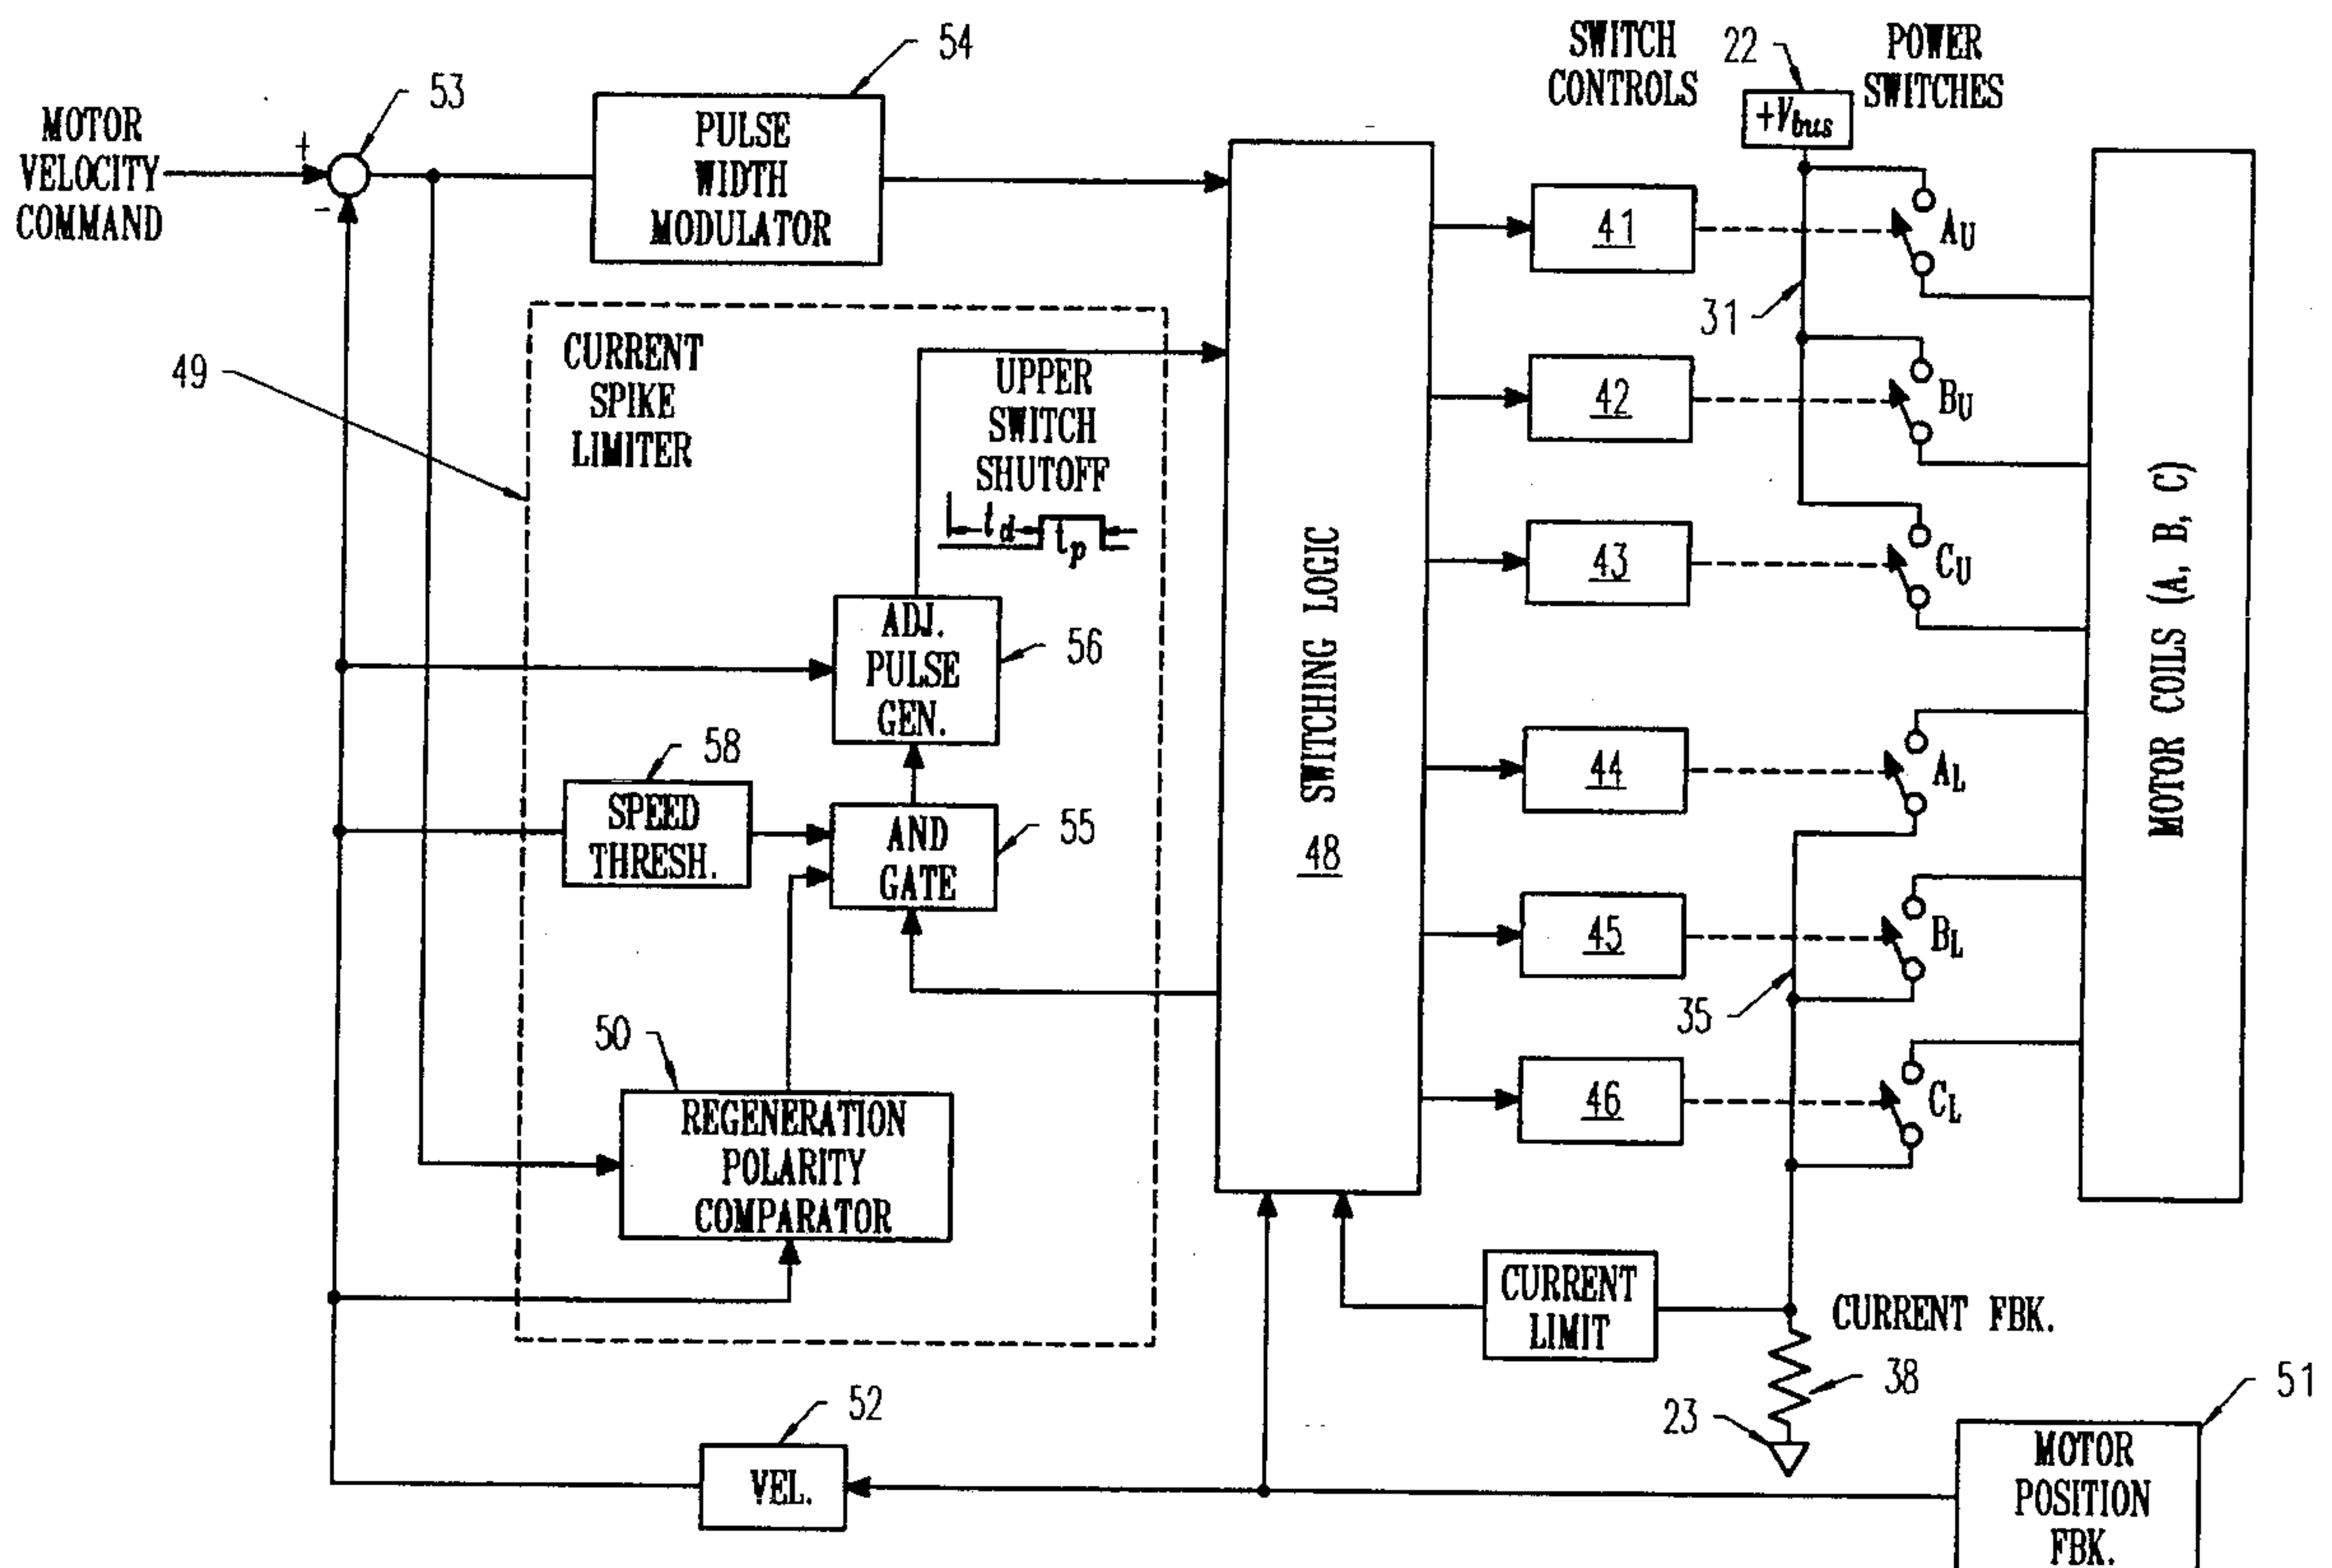 MOTOR
VELOCITY
COMMAND
+
-
53
54
PULSE
WIDTH
MODULATOR
SWITCH
CONTROLS
22
POWER
SWITCHES
+Vbus
49
CURRENT
SPIKE
LIMITER
UPPER
SWITCH
SHUTOFF
td
tp
ADJ.
PULSE
GEN.
56
58
SPEED
THRESH.
AND
GATE
55
50
REGENERATION
POLARITY
COMPARATOR
52
VEL.
SWITCHING LOGIC
48
41
42
43
44
45
46
31
35
AU
BU
CU
AL
BL
CL
MOTOR COILS (A, B, C)
CURRENT
LIMIT
CURRENT FBK.
38
23
51
MOTOR
POSITION
FBK.